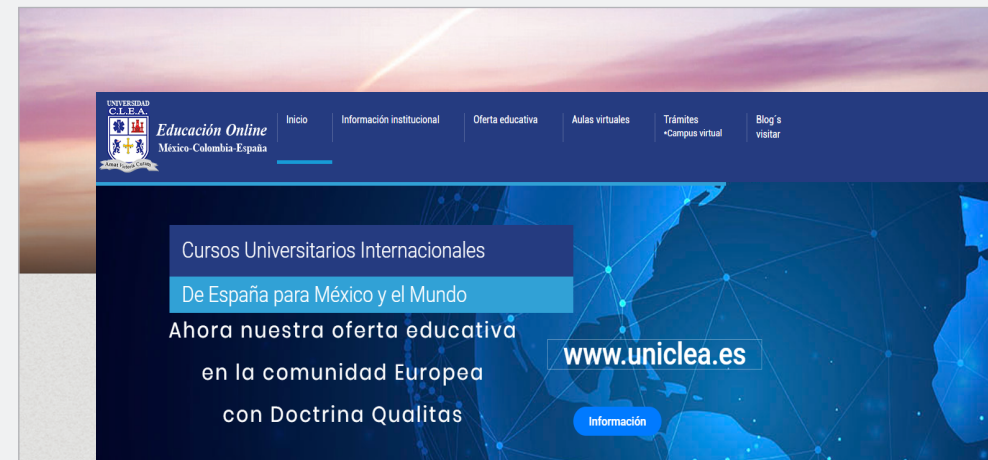 UNIVERSIDAD
C.L.E.A.
Educación Online
México-Colombia-España
Inicio
Información institucional
Oferta educativa
Aulas virtuales
Trámites
•Campus virtual
Blog´s
visitar
Cursos Universitarios Internacionales
De España para México y el Mundo
Ahora nuestra oferta educativa
en la comunidad Europea
con Doctrina Qualitas
www.uniclea.es
Información